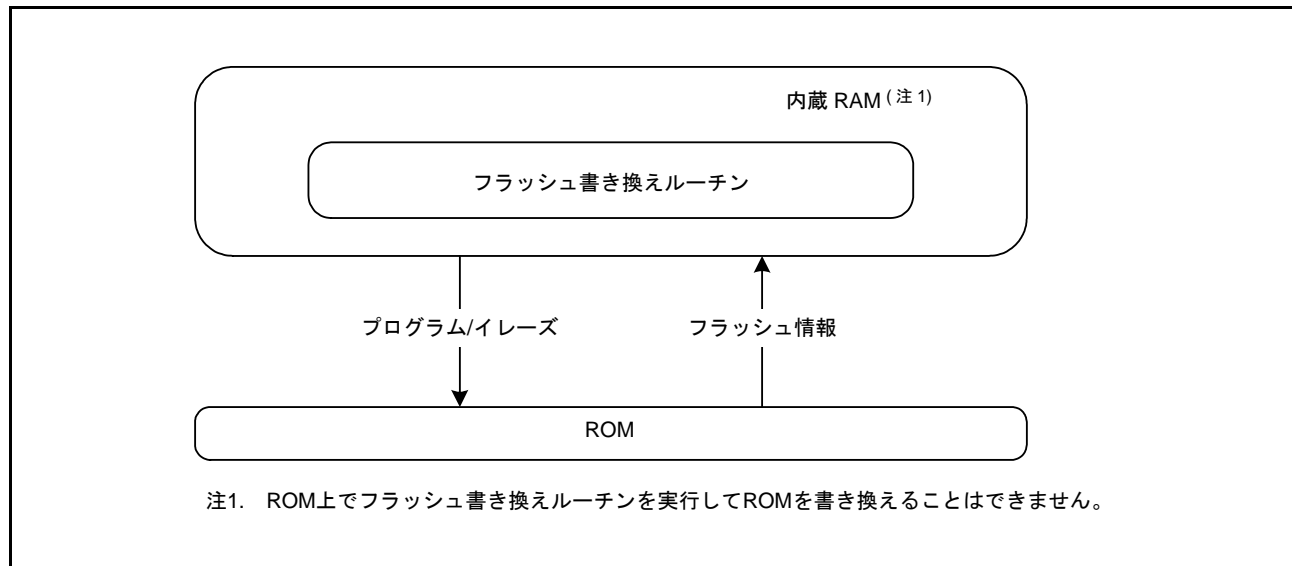 内蔵 RAM (注 1)
フラッシュ書き換えルーチン
プログラム/イレーズ
フラッシュ情報
ROM
注1. ROM上でフラッシュ書き換えルーチンを実行してROMを書き換えることはできません。